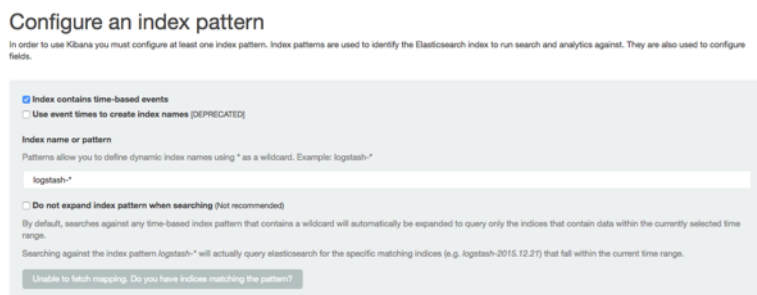 Configure an index pattern
In order to use Kibana you must configure at least one index pattern. Index patterns are used to identify the Elasticsearch index to run search and analytics against. They are also used to configure
fields.
Index contains time-based events
Use event times to create index names [DEPRECATED]
Index name or pattern
Patterns allow you to define dynamic index names using * as a wildcard. Example: logstash-*
logstash-*
Do not expand index pattern when searching (Not recommended)
By default, searches against any time-based index pattern that contains a wildcard will automatically be expanded to query only the indices that contain data within the currently selected time
range.
Searching against the index pattern logstash-* will actually query elasticsearch for the specific matching indices (e.g. logstash-2015.12.21) that fall within the current time range.
Unable to fetch mapping. Do you have indices matching the pattern?